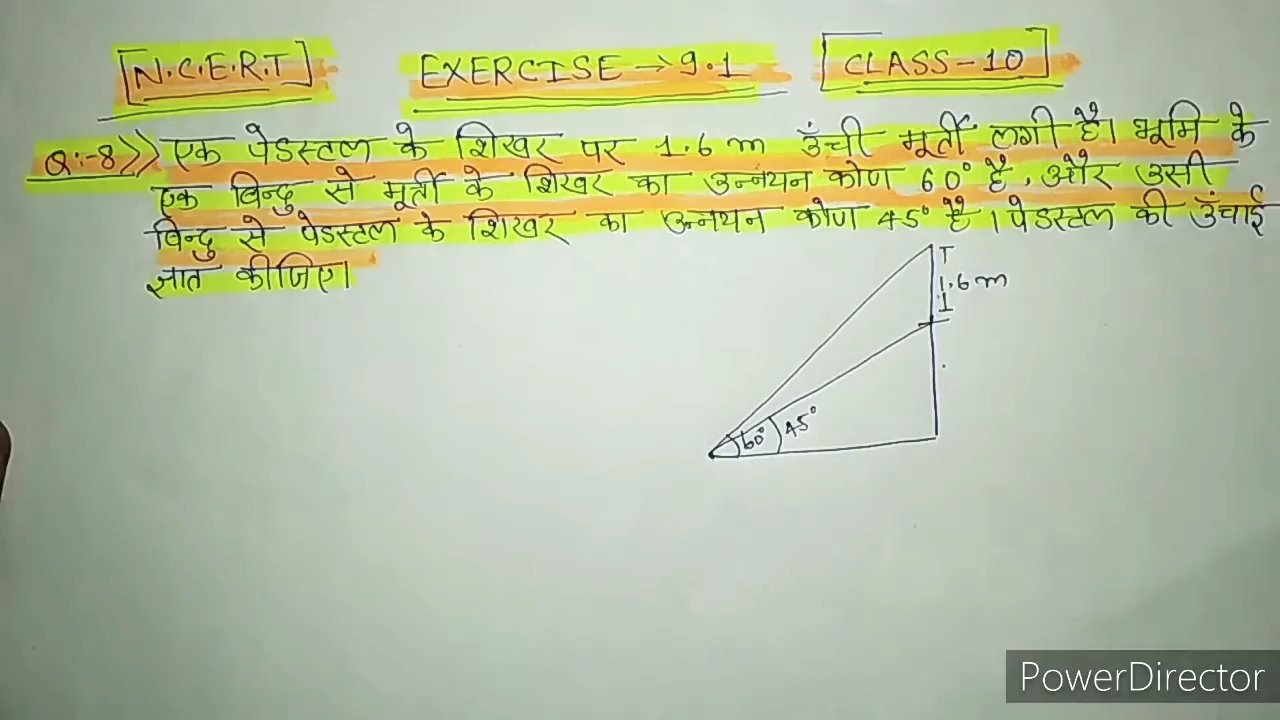 [N.C.E.R.T] EXERCISE → 9.1 [CLASS-10]
Q:-8>> एक पेडस्टल के शिखर पर 1.6 m उंची मूर्ती लगी है। भूमि के
एक बिन्दु से मूर्ती के शिखर का उन्नयन कोण 60° है, और उसी
बिन्दु से पेडस्टल के शिखर का उन्नयन कोण 45° है। पेडस्टल की उंचाई
ज्ञात कीजिए।
T
1.6 m
I
60° 45°
PowerDirector